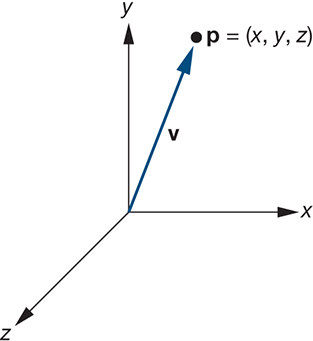 y
p = (x, y, z)
v
x
z